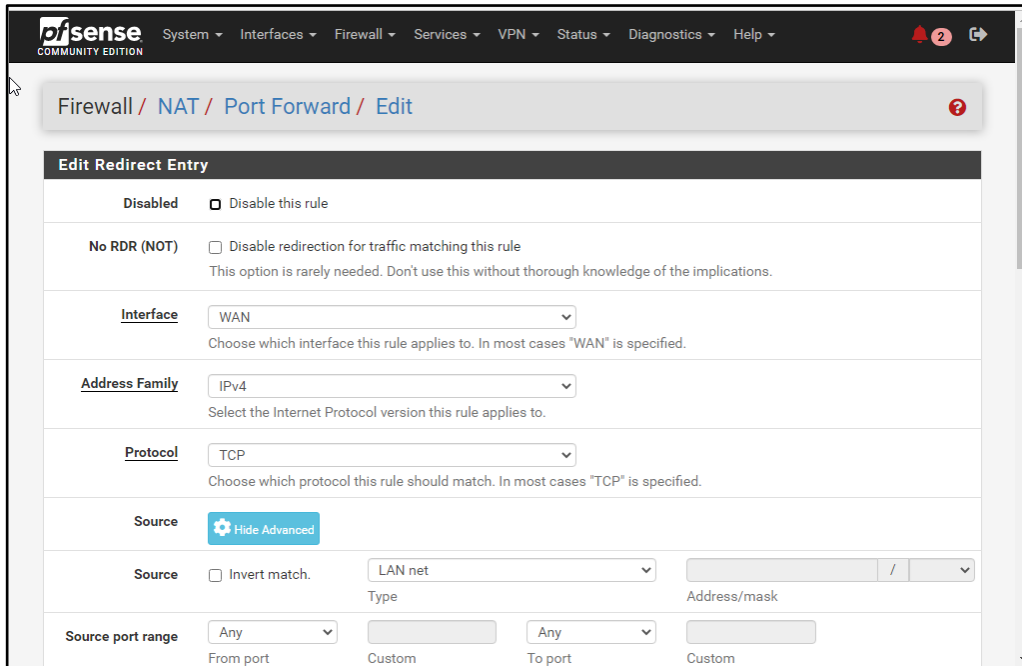 pfsense System Interfaces Firewall Services VPN Status Diagnostics Help 2
COMMUNITY EDITION
Firewall / NAT / Port Forward / Edit
Edit Redirect Entry
Disabled Disable this rule
No RDR (NOT) Disable redirection for traffic matching this rule
This option is rarely needed. Don't use this without thorough knowledge of the implications.
Interface WAN
Choose which interface this rule applies to. In most cases "WAN" is specified.
Address Family IPv4
Select the Internet Protocol version this rule applies to.
Protocol TCP
Choose which protocol this rule should match. In most cases "TCP" is specified.
Source Hide Advanced
Source Invert match. LAN net /
Type Address/mask
Source port range Any Any
From port Custom To port Custom